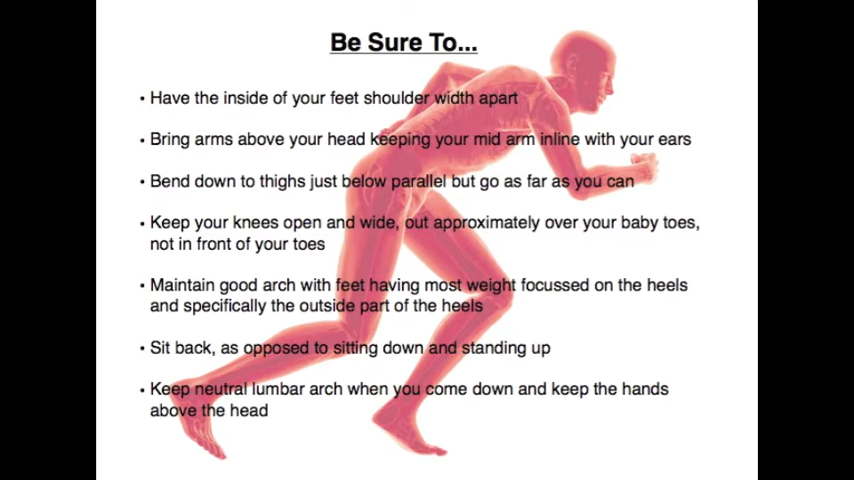 Be Sure To...
• Have the inside of your feet shoulder width apart
• Bring arms above your head keeping your mid arm inline with your ears
• Bend down to thighs just below parallel but go as far as you can
• Keep your knees open and wide, out approximately over your baby toes,
not in front of your toes
• Maintain good arch with feet having most weight focussed on the heels
and specifically the outside part of the heels
• Sit back, as opposed to sitting down and standing up
• Keep neutral lumbar arch when you come down and keep the hands
above the head